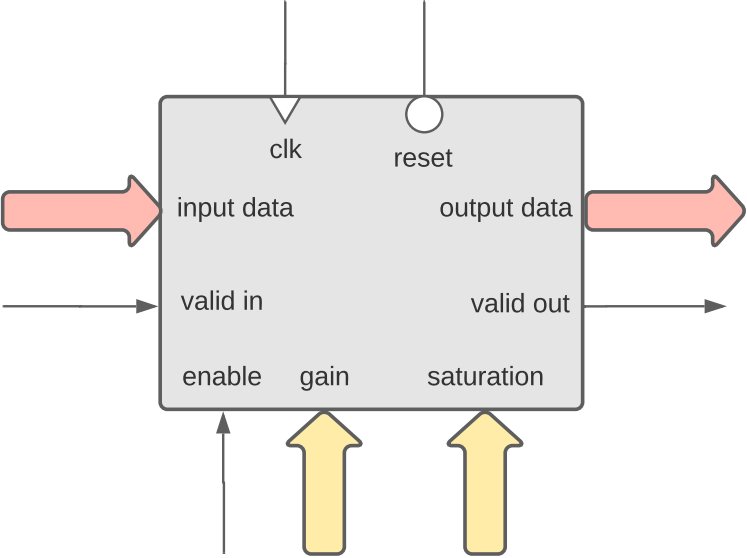 clk
reset
input data
output data
valid in
valid out
enable
gain
saturation